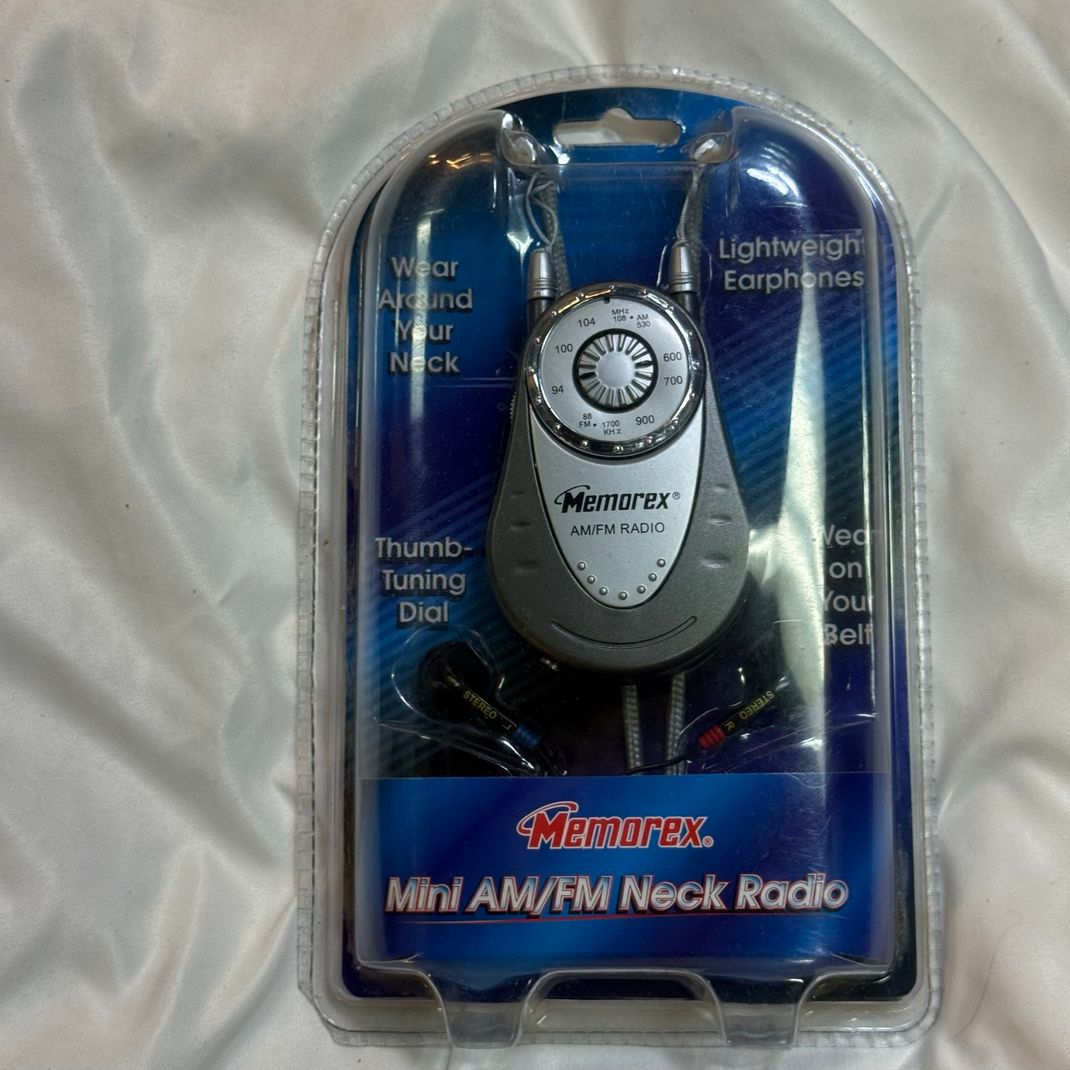 Wear
Around
Your
Neck
Lightweight
Earphones
MHz
108 • AM
530
104
100
94
88
FM •
1700
KHz
600
700
900
Memorex®
AM/FM RADIO
Thumb-
Tuning
Dial
Wear
on
Your
Belt
STEREO L
STEREO R
Memorex®
Mini AM/FM Neck Radio